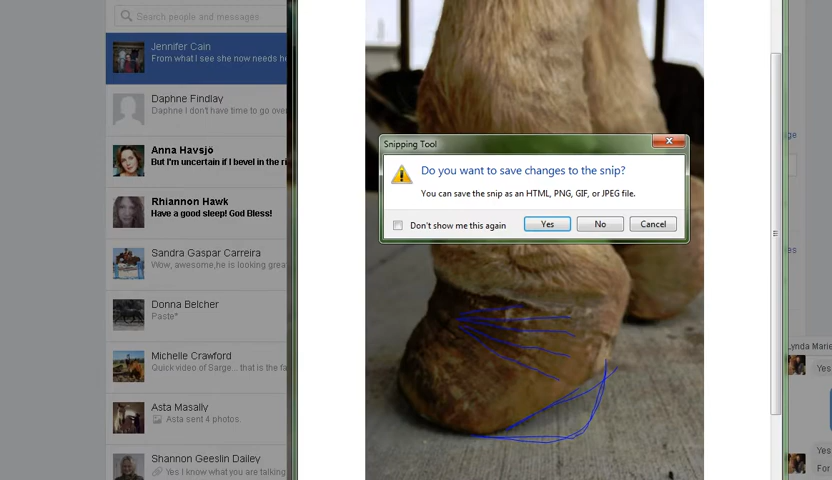 Search people and messages
Jennifer Cain
From what I see she now needs he
Daphne Findlay
Daphne I don't have time to go over
Anna Havsjö
But I'm uncertain if I bevel in the ri
Rhiannon Hawk
Have a good sleep! God Bless!
Sandra Gaspar Carreira
Wow, awesome,he is looking grea
Donna Belcher
Paste*
Michelle Crawford
Quick video of Sarge... that is the fa
Asta Masally
Asta sent 4 photos.
Shannon Geeslin Dailey
Yes I know what you are talking
Snipping Tool
Do you want to save changes to the snip?
You can save the snip as an HTML, PNG, GIF, or JPEG file.
Don't show me this again
Yes
No
Cancel
Lynda Marie
Yes
Yes
For